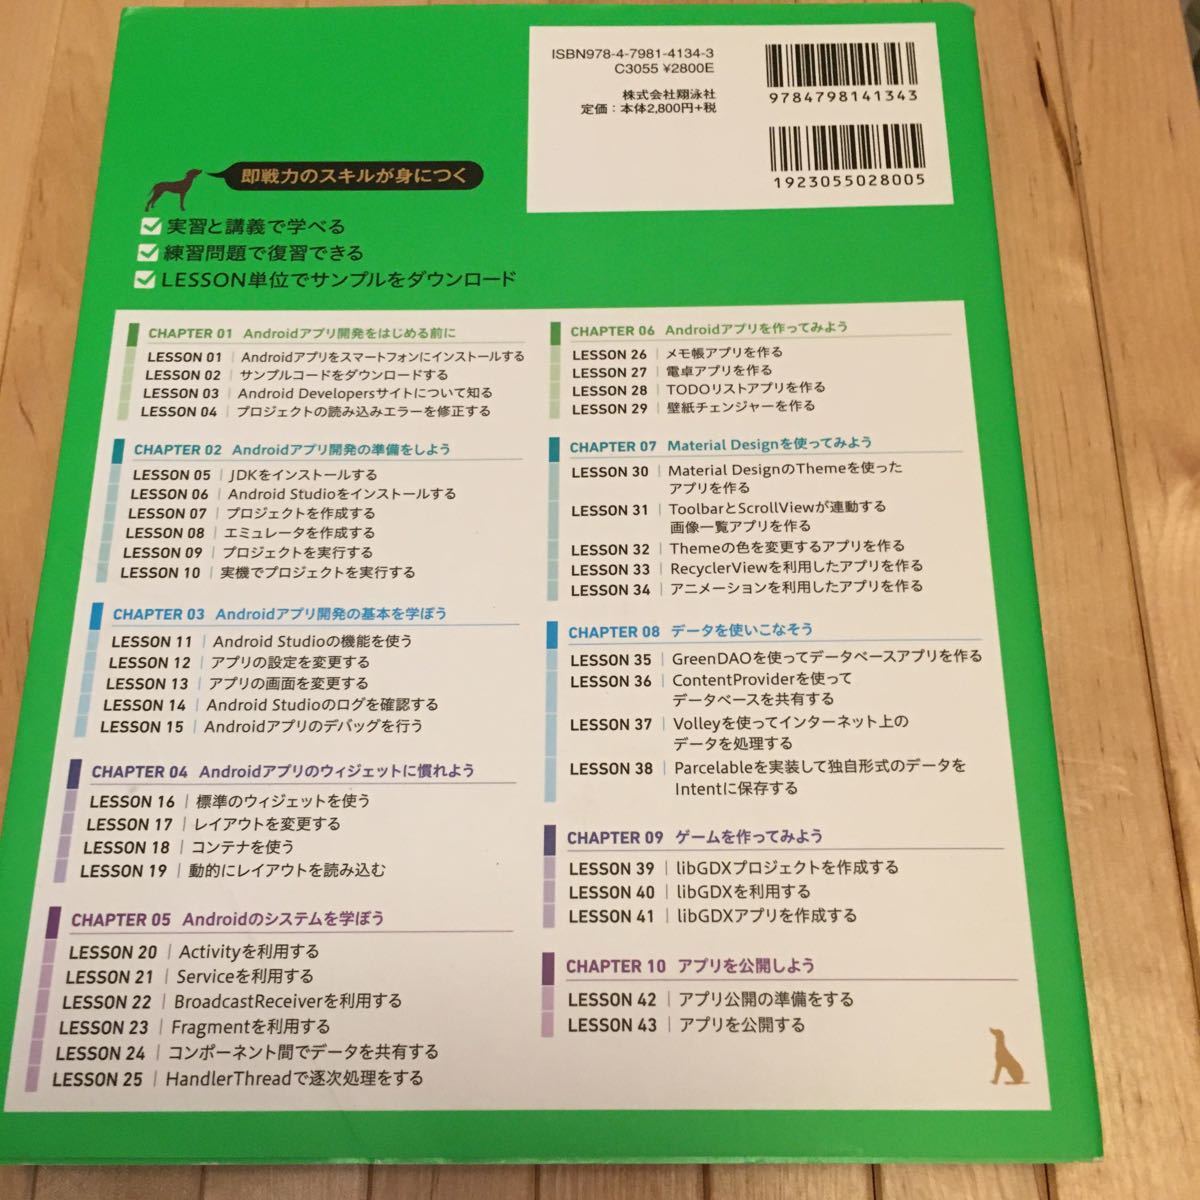 ISBN978-4-7981-4134-3
C3055 ¥2800E
株式会社翔泳社
定価：本体2,800円+税
9784798141343
1923055028005
即戦力のスキルが身につく
実習と講義で学べる
練習問題で復習できる
LESSON単位でサンプルをダウンロード
CHAPTER 01 Androidアプリ開発をはじめる前に
LESSON 01 | Androidアプリをスマートフォンにインストールする
LESSON 02 | サンプルコードをダウンロードする
LESSON 03 | Android Developersサイトについて知る
LESSON 04 | プロジェクトの読み込みエラーを修正する
CHAPTER 02 Androidアプリ開発の準備をしよう
LESSON 05 | JDKをインストールする
LESSON 06 | Android Studioをインストールする
LESSON 07 | プロジェクトを作成する
LESSON 08 | エミュレータを作成する
LESSON 09 | プロジェクトを実行する
LESSON 10 | 実機でプロジェクトを実行する
CHAPTER 03 Androidアプリ開発の基本を学ぼう
LESSON 11 | Android Studioの機能を使う
LESSON 12 | アプリの設定を変更する
LESSON 13 | アプリの画面を変更する
LESSON 14 | Android Studioのログを確認する
LESSON 15 | Androidアプリのデバッグを行う
CHAPTER 04 Androidアプリのウィジェットに慣れよう
LESSON 16 | 標準のウィジェットを使う
LESSON 17 | レイアウトを変更する
LESSON 18 | コンテナを使う
LESSON 19 | 動的にレイアウトを読み込む
CHAPTER 05 Androidのシステムを学ぼう
LESSON 20 | Activityを利用する
LESSON 21 | Serviceを利用する
LESSON 22 | BroadcastReceiverを利用する
LESSON 23 | Fragmentを利用する
LESSON 24 | コンポーネント間でデータを共有する
LESSON 25 | HandlerThreadで逐次処理をする
CHAPTER 06 Androidアプリを作ってみよう
LESSON 26 | メモ帳アプリを作る
LESSON 27 | 電卓アプリを作る
LESSON 28 | TODOリストアプリを作る
LESSON 29 | 壁紙チェンジャーを作る
CHAPTER 07 Material Designを使ってみよう
LESSON 30 | Material DesignのThemeを使った
アプリを作る
LESSON 31 | ToolbarとScrollViewが連動する
画像一覧アプリを作る
LESSON 32 | Themeの色を変更するアプリを作る
LESSON 33 | RecyclerViewを利用したアプリを作る
LESSON 34 | アニメーションを利用したアプリを作る
CHAPTER 08 データを使いこなそう
LESSON 35 | GreenDAOを使ってデータベースアプリを作る
LESSON 36 | ContentProviderを使って
データベースを共有する
LESSON 37 | Volleyを使ってインターネット上の
データを処理する
LESSON 38 | Parcelableを実装して独自形式のデータを
Intentに保存する
CHAPTER 09 ゲームを作ってみよう
LESSON 39 | libGDXプロジェクトを作成する
LESSON 40 | libGDXを利用する
LESSON 41 | libGDXアプリを作成する
CHAPTER 10 アプリを公開しよう
LESSON 42 | アプリ公開の準備をする
LESSON 43 | アプリを公開する